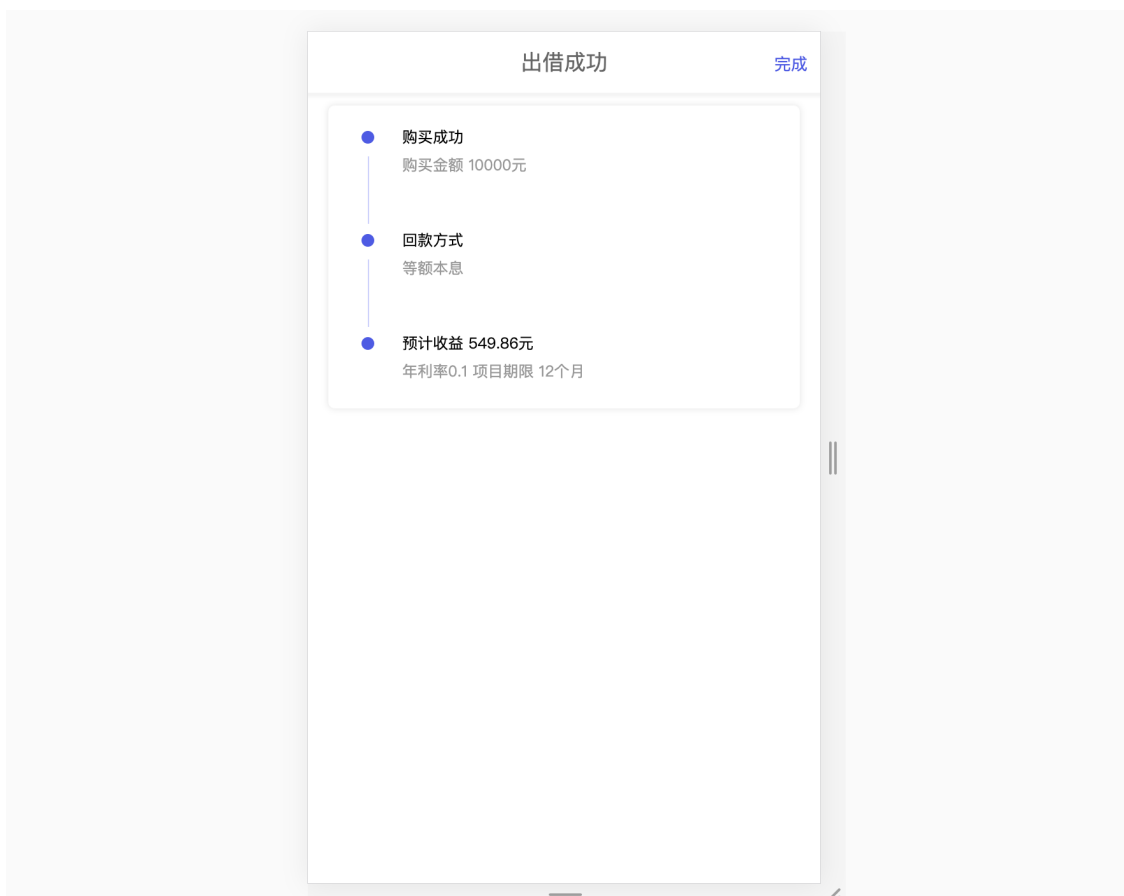 出借成功
完成
购买成功
购买金额 10000元
回款方式
等额本息
预计收益 549.86元
年利率0.1 项目期限 12个月